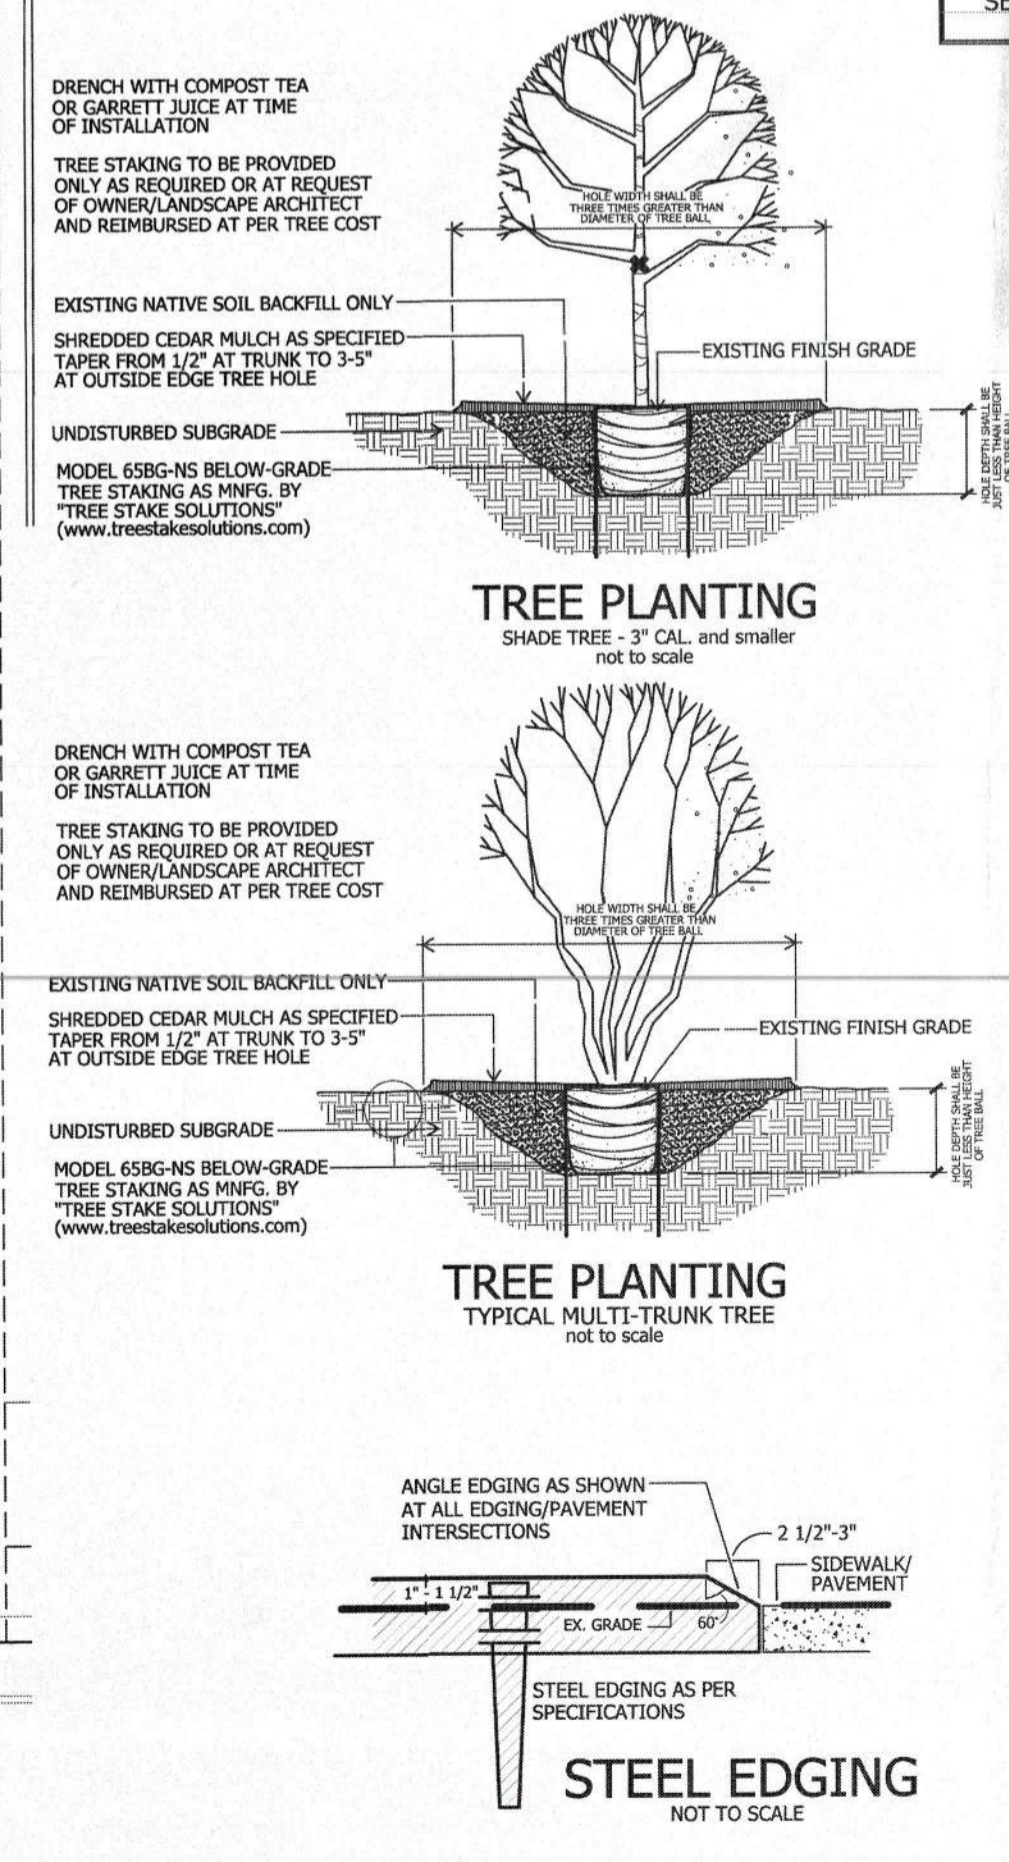 SE
DRENCH WITH COMPOST TEA
OR GARRETT JUICE AT TIME
OF INSTALLATION
TREE STAKING TO BE PROVIDED
ONLY AS REQUIRED OR AT REQUEST
OF OWNER/LANDSCAPE ARCHITECT
AND REIMBURSED AT PER TREE COST
HOLE WIDTH SHALL BE
THREE TIMES GREATER THAN
DIAMETER OF TREE BALL
EXISTING NATIVE SOIL BACKFILL ONLY
SHREDDED CEDAR MULCH AS SPECIFIED
TAPER FROM 1/2" AT TRUNK TO 3-5"
AT OUTSIDE EDGE TREE HOLE
EXISTING FINISH GRADE
UNDISTURBED SUBGRADE
MODEL 65BG-NS BELOW-GRADE
TREE STAKING AS MNFG. BY
"TREE STAKE SOLUTIONS"
(www.treestakesolutions.com)
HOLE DEPTH SHALL BE
JUST LESS THAN HEIGHT
OF TREE BALL
TREE PLANTING
SHADE TREE - 3" CAL. and smaller
not to scale
DRENCH WITH COMPOST TEA
OR GARRETT JUICE AT TIME
OF INSTALLATION
TREE STAKING TO BE PROVIDED
ONLY AS REQUIRED OR AT REQUEST
OF OWNER/LANDSCAPE ARCHITECT
AND REIMBURSED AT PER TREE COST
HOLE WIDTH SHALL BE
THREE TIMES GREATER THAN
DIAMETER OF TREE BALL
EXISTING NATIVE SOIL BACKFILL ONLY
SHREDDED CEDAR MULCH AS SPECIFIED
TAPER FROM 1/2" AT TRUNK TO 3-5"
AT OUTSIDE EDGE TREE HOLE
EXISTING FINISH GRADE
UNDISTURBED SUBGRADE
MODEL 65BG-NS BELOW-GRADE
TREE STAKING AS MNFG. BY
"TREE STAKE SOLUTIONS"
(www.treestakesolutions.com)
HOLE DEPTH SHALL BE
JUST LESS THAN HEIGHT
OF TREE BALL
TREE PLANTING
TYPICAL MULTI-TRUNK TREE
not to scale
ANGLE EDGING AS SHOWN
AT ALL EDGING/PAVEMENT
INTERSECTIONS
2 1/2"-3"
SIDEWALK/
PAVEMENT
1" - 1 1/2"
EX. GRADE
60°
STEEL EDGING AS PER
SPECIFICATIONS
STEEL EDGING
NOT TO SCALE